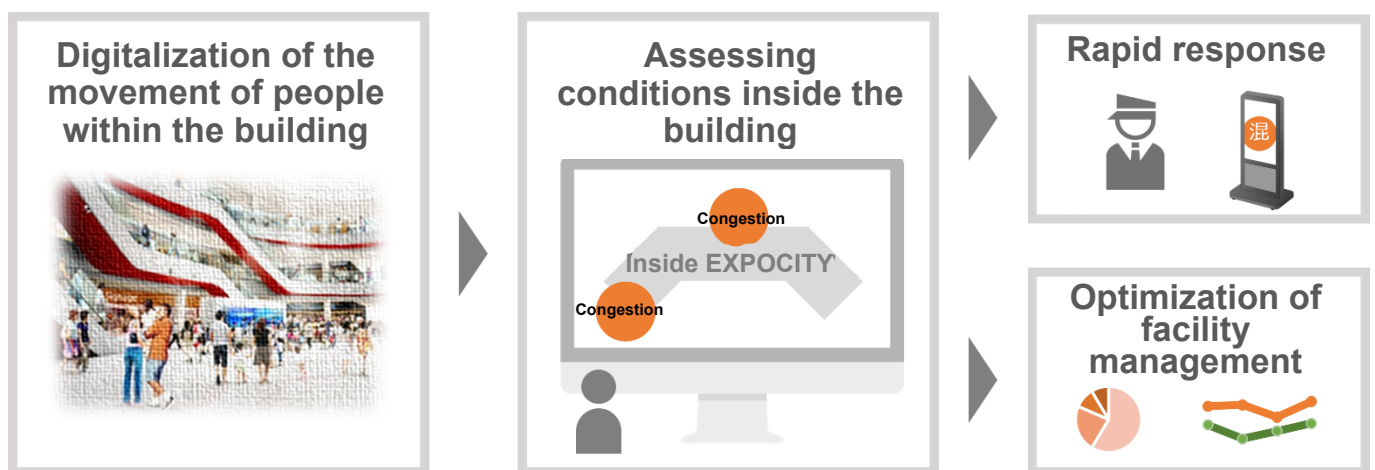 Digitalization of the
movement of people
within the building
Assessing
conditions inside the
building
Congestion
Inside EXPOCITY
Congestion
Rapid response
混
Optimization of
facility
management